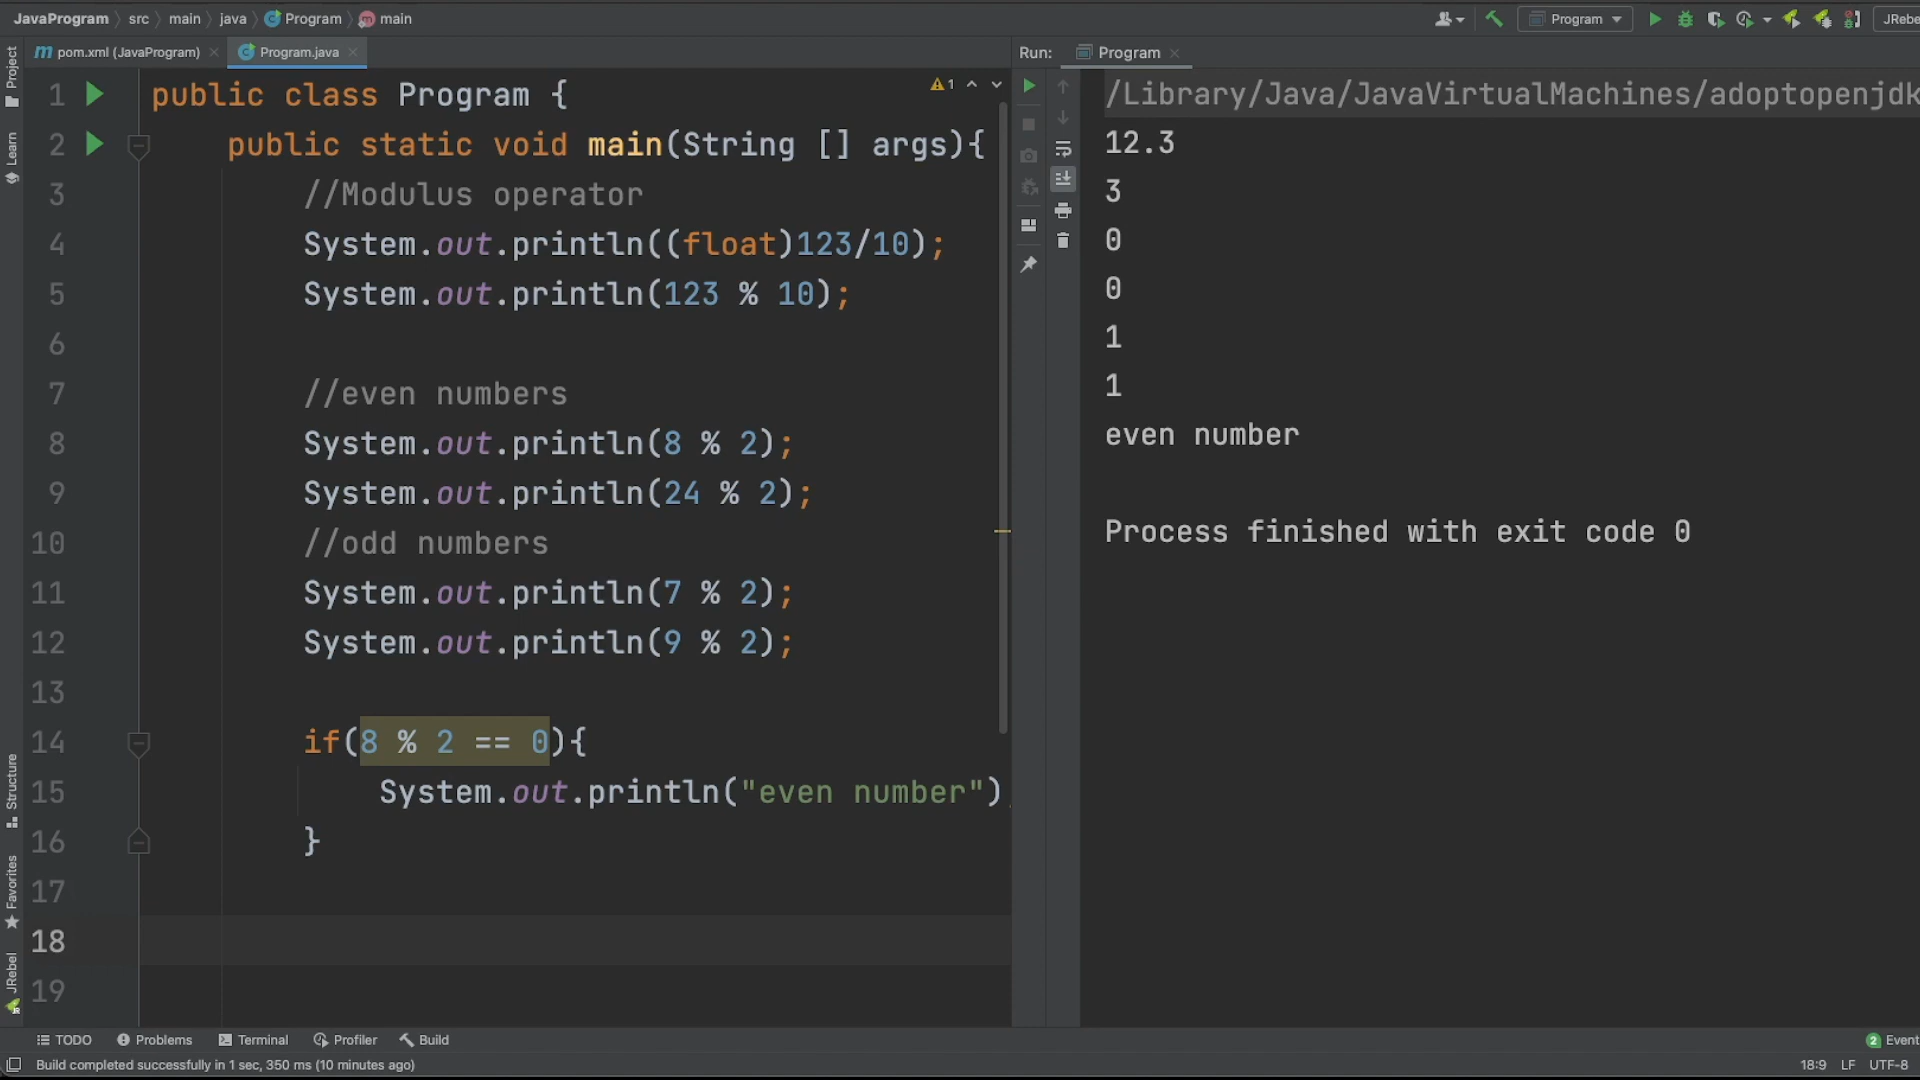 JavaProgram src main java Program main
Program
JRebe
pom.xml (JavaProgram) Program.java
Run: Program
Project
Learn
Structure
Favorites
JRebel
1 public class Program {
2 public static void main(String [] args){
3 //Modulus operator
4 System.out.println((float)123/10);
5 System.out.println(123 % 10);
6
7 //even numbers
8 System.out.println(8 % 2);
9 System.out.println(24 % 2);
10 //odd numbers
11 System.out.println(7 % 2);
12 System.out.println(9 % 2);
13
14 if(8 % 2 == 0){
15 System.out.println("even number")
16 }
17
18
19
1
/Library/Java/JavaVirtualMachines/adoptopenjdk
12.3
3
0
0
1
1
even number
Process finished with exit code 0
TODO Problems Terminal Profiler Build
2 Event
Build completed successfully in 1 sec, 350 ms (10 minutes ago)
18:9 LF UTF-8